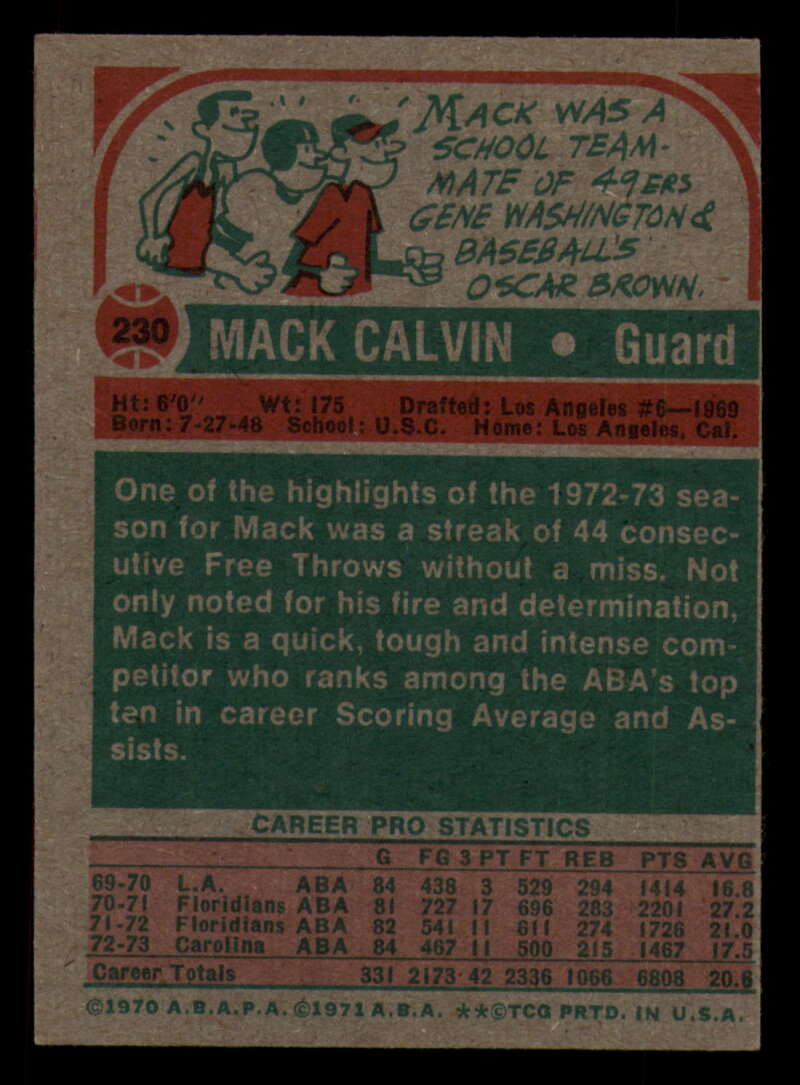 MACK WAS A
SCHOOL TEAM-
MATE OF 49ERS
GENE WASHINGTON &
BASEBALL'S
OSCAR BROWN.
230 MACK CALVIN • Guard
Ht: 6'0" Wt: 175 Drafted: Los Angeles #6—1969
Born: 7-27-48 School: U.S.C. Home: Los Angeles, Cal.
One of the highlights of the 1972-73 sea-
son for Mack was a streak of 44 consec-
utive Free Throws without a miss. Not
only noted for his fire and determination,
Mack is a quick, tough and intense com-
petitor who ranks among the ABA's top
ten in career Scoring Average and As-
sists.
CAREER PRO STATISTICS
G FG 3 PT FT REB PTS AVG
69-70 L.A. ABA 84 438 3 529 294 1414 16.8
70-71 Floridians ABA 81 727 17 696 283 2201 27.2
71-72 Floridians ABA 82 541 11 611 274 1726 21.0
72-73 Carolina ABA 84 467 11 500 215 1467 17.5
Career Totals 331 2173 42 2336 1066 6808 20.6
©1970 A.B.A.P.A. ©1971 A.B.A. **©TCG PRTD. IN U.S.A.